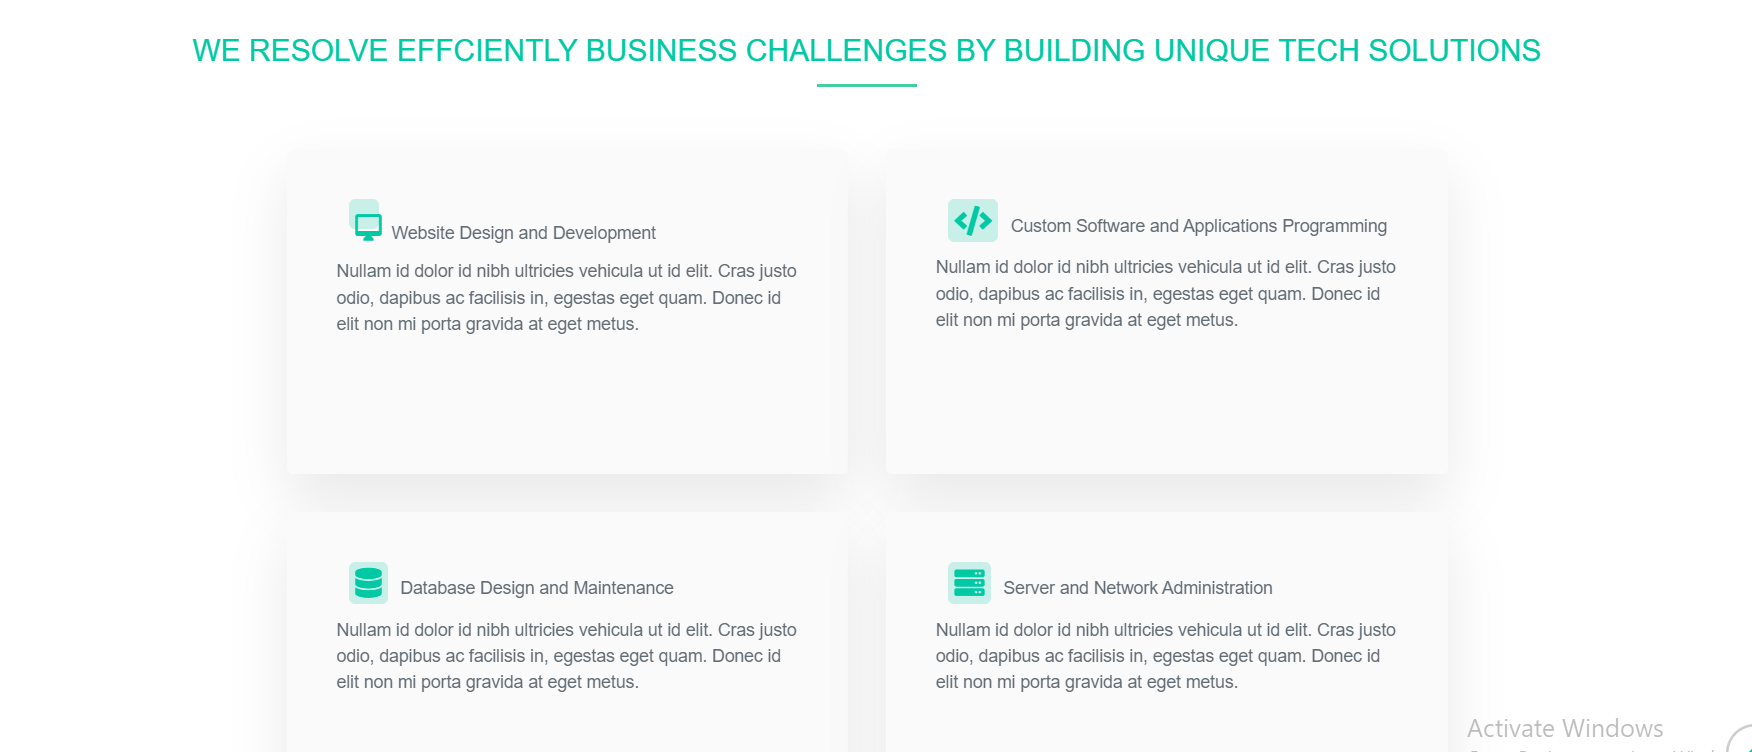 WE RESOLVE EFFCIENTLY BUSINESS CHALLENGES BY BUILDING UNIQUE TECH SOLUTIONS
Website Design and Development
Nullam id dolor id nibh ultricies vehicula ut id elit. Cras justo
odio, dapibus ac facilisis in, egestas eget quam. Donec id
elit non mi porta gravida at eget metus.
Custom Software and Applications Programming
Nullam id dolor id nibh ultricies vehicula ut id elit. Cras justo
odio, dapibus ac facilisis in, egestas eget quam. Donec id
elit non mi porta gravida at eget metus.
Database Design and Maintenance
Nullam id dolor id nibh ultricies vehicula ut id elit. Cras justo
odio, dapibus ac facilisis in, egestas eget quam. Donec id
elit non mi porta gravida at eget metus.
Server and Network Administration
Nullam id dolor id nibh ultricies vehicula ut id elit. Cras justo
odio, dapibus ac facilisis in, egestas eget quam. Donec id
elit non mi porta gravida at eget metus.
Activate Windows